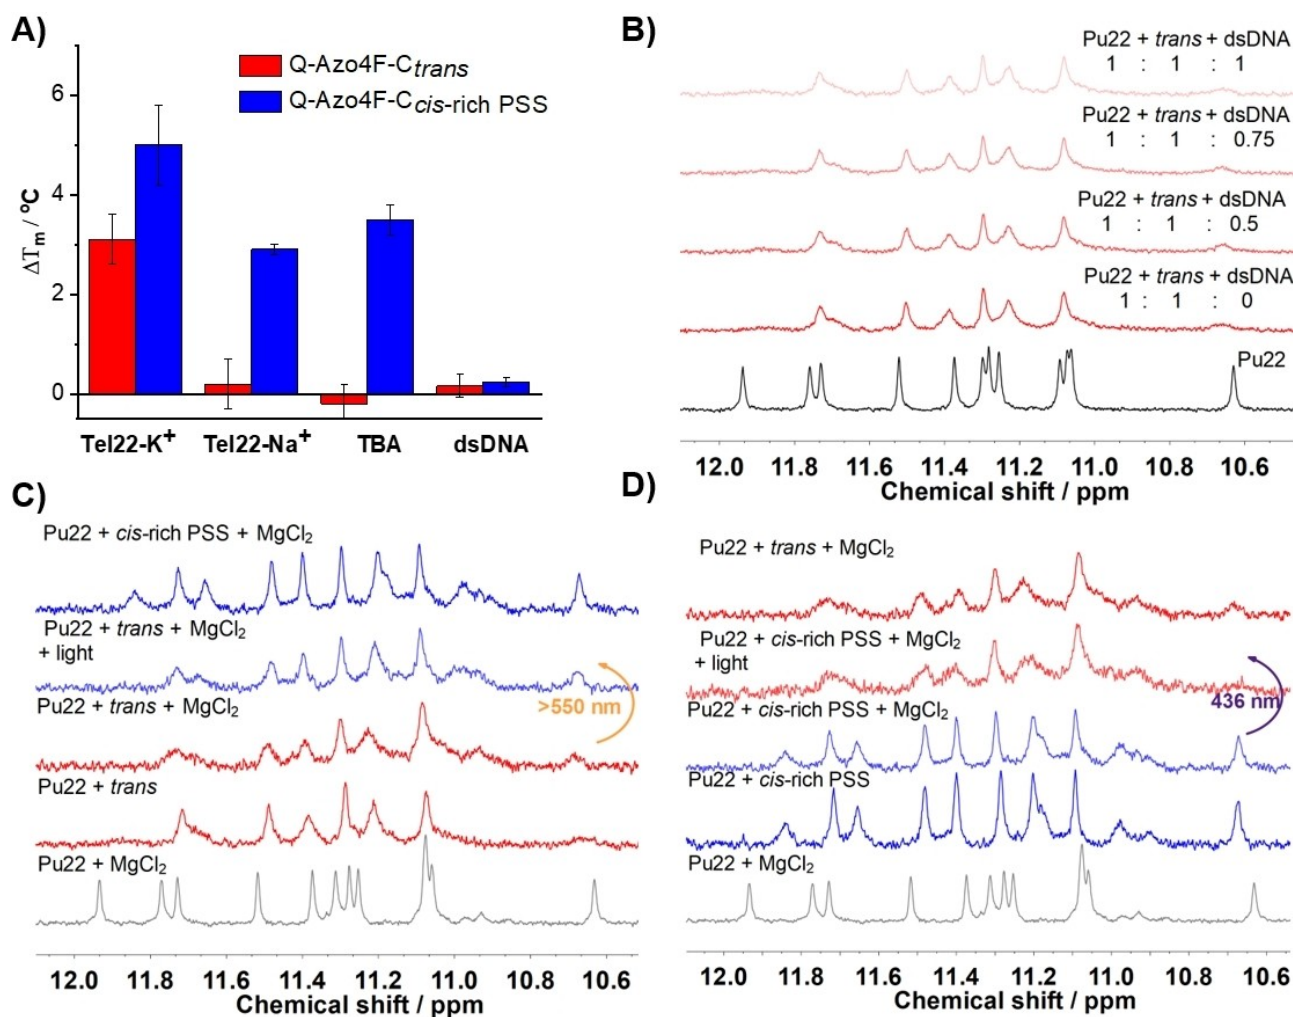 A)
Q-Azo4F-Ctrans
Q-Azo4F-Ccis-rich PSS
ΔTm / ºC
6
4
2
0
Tel22-K+
Tel22-Na+
TBA
dsDNA
B)
Pu22 + trans + dsDNA
1 : 1 : 1
Pu22 + trans + dsDNA
1 : 1 : 0.75
Pu22 + trans + dsDNA
1 : 1 : 0.5
Pu22 + trans + dsDNA
1 : 1 : 0
Pu22
12.0 11.8 11.6 11.4 11.2 11.0 10.8 10.6
Chemical shift / ppm
C)
Pu22 + cis-rich PSS + MgCl2
Pu22 + trans + MgCl2
+ light
>550 nm
Pu22 + trans + MgCl2
Pu22 + trans
Pu22 + MgCl2
12.0 11.8 11.6 11.4 11.2 11.0 10.8 10.6
Chemical shift / ppm
D)
Pu22 + trans + MgCl2
Pu22 + cis-rich PSS + MgCl2
+ light
436 nm
Pu22 + cis-rich PSS + MgCl2
Pu22 + cis-rich PSS
Pu22 + MgCl2
12.0 11.8 11.6 11.4 11.2 11.0 10.8 10.6
Chemical shift / ppm